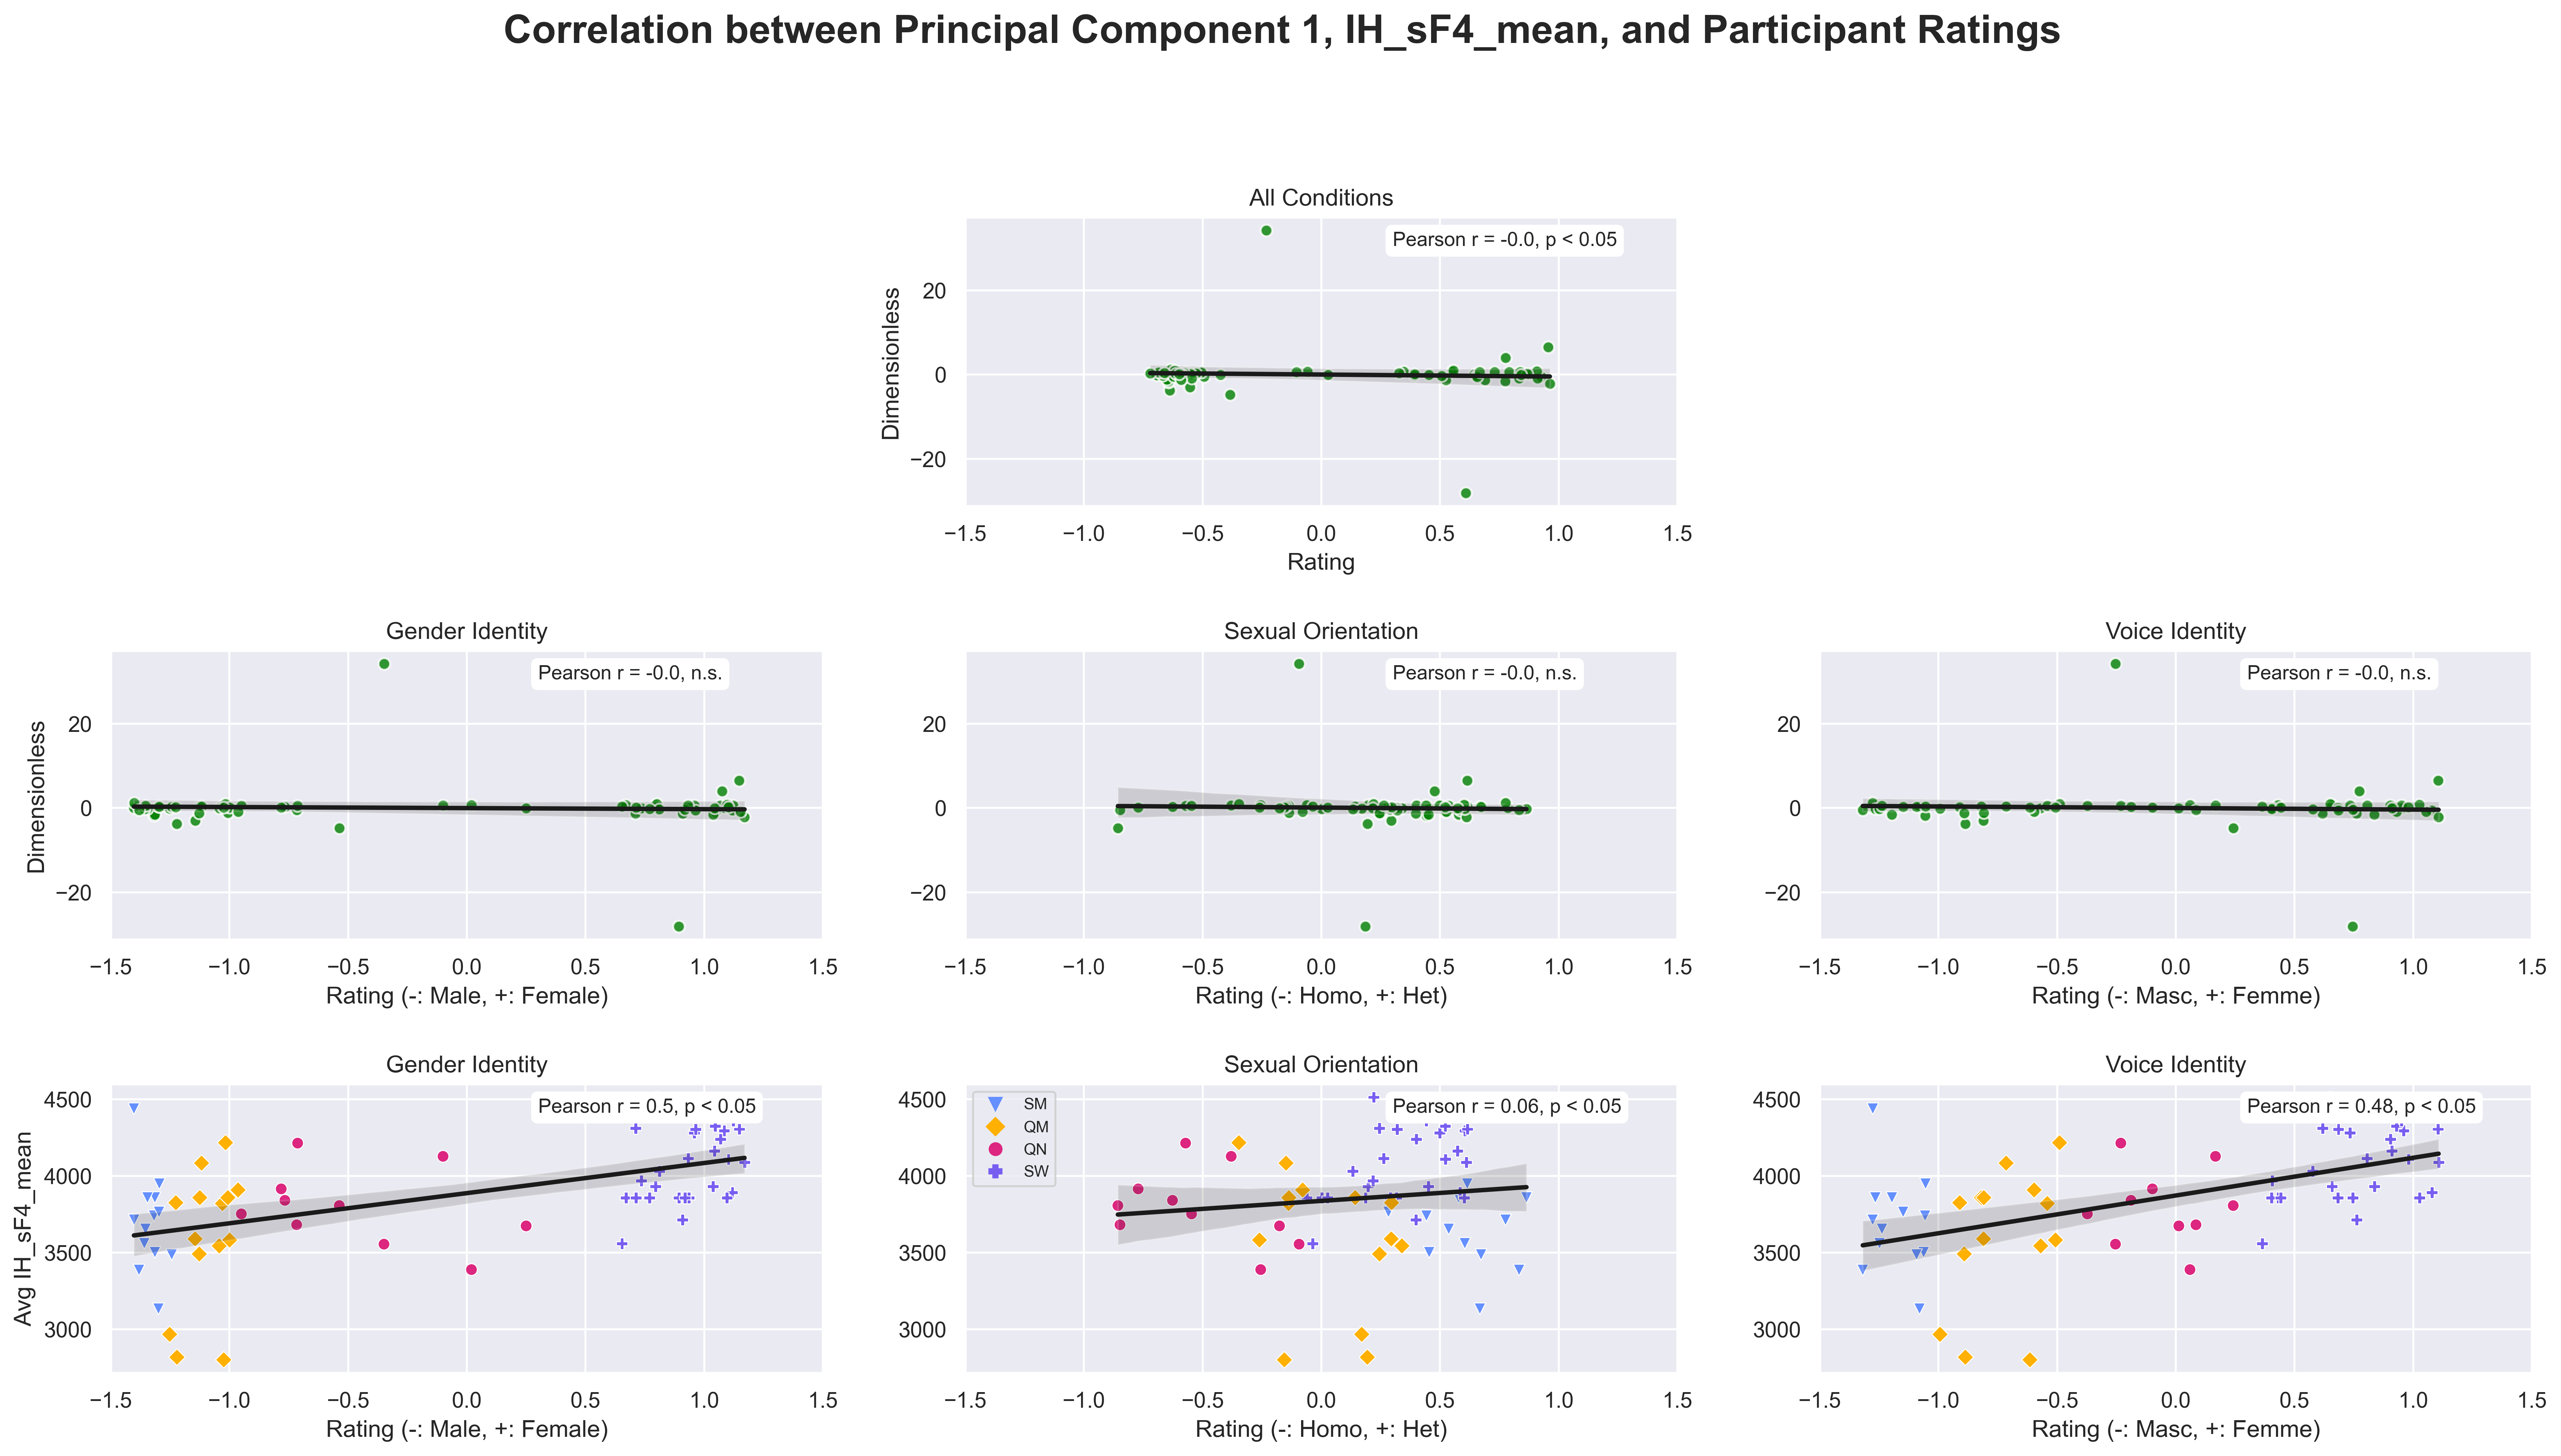 Correlation between Principal Component 1, IH_sF4_mean, and Participant Ratings
All Conditions
Pearson r = -0.0, p < 0.05
Dimensionless
20
0
−20
−1.5 −1.0 −0.5 0.0 0.5 1.0 1.5
Rating
Gender Identity
Pearson r = -0.0, n.s.
Dimensionless
20
0
−20
−1.5 −1.0 −0.5 0.0 0.5 1.0 1.5
Rating (-: Male, +: Female)
Sexual Orientation
Pearson r = -0.0, n.s.
20
0
−20
−1.5 −1.0 −0.5 0.0 0.5 1.0 1.5
Rating (-: Homo, +: Het)
Voice Identity
Pearson r = -0.0, n.s.
20
0
−20
−1.5 −1.0 −0.5 0.0 0.5 1.0 1.5
Rating (-: Masc, +: Femme)
Gender Identity
Pearson r = 0.5, p < 0.05
Avg IH_sF4_mean
4500
4000
3500
3000
−1.5 −1.0 −0.5 0.0 0.5 1.0 1.5
Rating (-: Male, +: Female)
Sexual Orientation
Pearson r = 0.06, p < 0.05
SM
QM
QN
SW
4500
4000
3500
3000
−1.5 −1.0 −0.5 0.0 0.5 1.0 1.5
Rating (-: Homo, +: Het)
Voice Identity
Pearson r = 0.48, p < 0.05
4500
4000
3500
3000
−1.5 −1.0 −0.5 0.0 0.5 1.0 1.5
Rating (-: Masc, +: Femme)